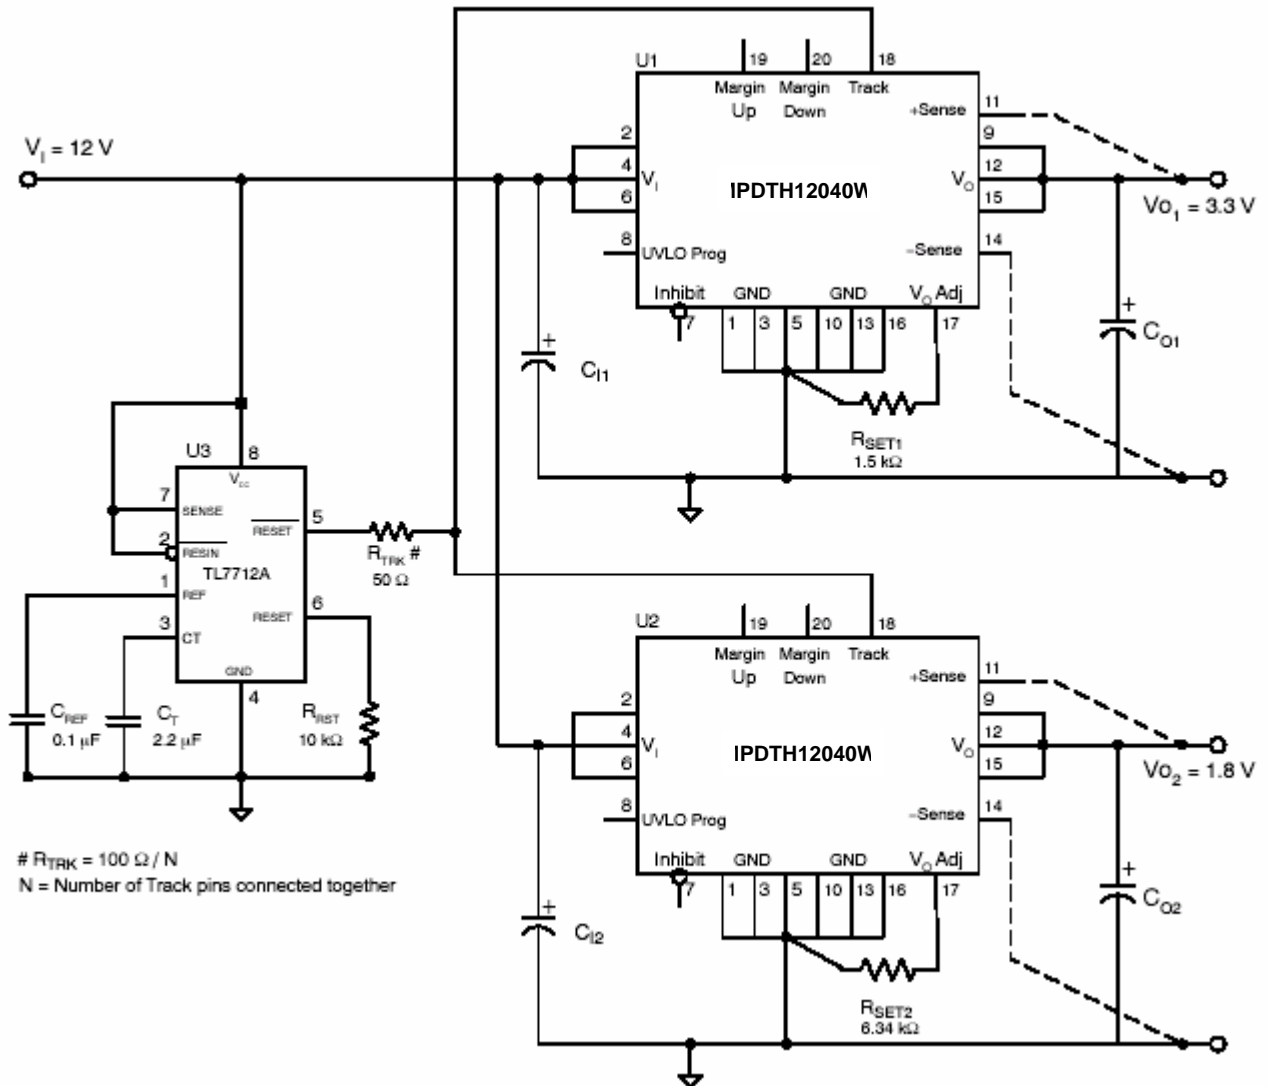 V_I = 12 V
U1
19
20
18
Margin Up
Margin Down
Track
+Sense
11
2
4
6
V_I
IPDTH12040W
V_O
9
12
15
Vo_1 = 3.3 V
8
UVLO Prog
−Sense
14
Inhibit
GND
GND
V_O Adj
7
1
3
5
10
13
16
17
+
C_I1
R_SET1
1.5 kΩ
+
C_O1
U3
8
V_CC
7
SENSE
2
RESIN
TL7712A
1
REF
3
CT
GND
4
RESET
5
RESET
6
R_TRK #
50 Ω
C_REF
0.1 µF
C_T
2.2 µF
R_RST
10 kΩ
# R_TRK = 100 Ω / N
N = Number of Track pins connected together
U2
19
20
18
Margin Up
Margin Down
Track
+Sense
11
2
4
6
V_I
IPDTH12040W
V_O
9
12
15
Vo_2 = 1.8 V
8
UVLO Prog
−Sense
14
Inhibit
GND
GND
V_O Adj
7
1
3
5
10
13
16
17
+
C_I2
R_SET2
6.34 kΩ
+
C_O2